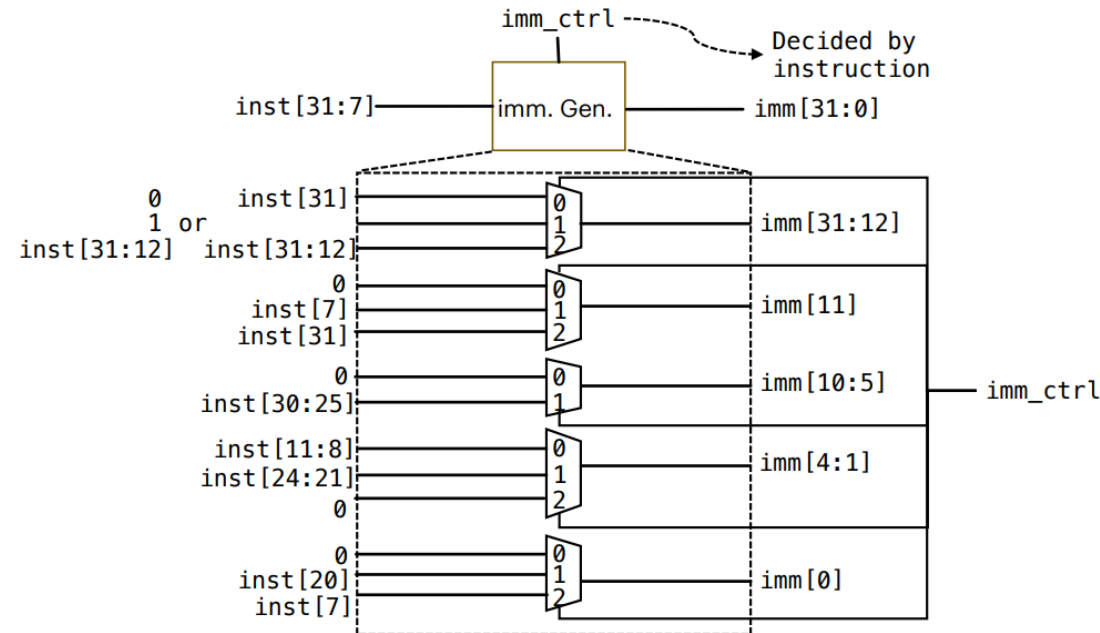 imm_ctrl
Decided by
instruction
inst[31:7]
imm. Gen.
imm[31:0]
0
1 or
inst[31:12]
inst[31]
inst[31:12]
0
1
2
imm[31:12]
0
inst[7]
inst[31]
0
1
2
imm[11]
0
inst[30:25]
0
1
imm[10:5]
imm_ctrl
inst[11:8]
inst[24:21]
0
0
1
2
imm[4:1]
0
inst[20]
inst[7]
0
1
2
imm[0]